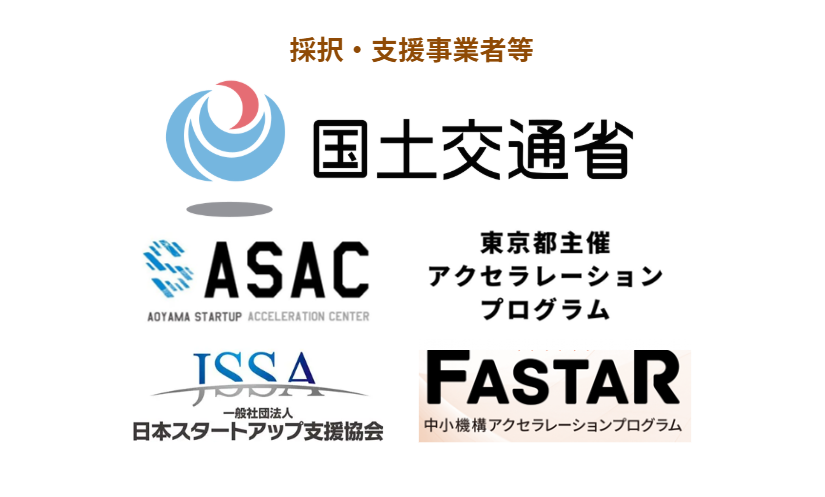 採択・支援事業者等
国土交通省
ASAC
AOYAMA STARTUP ACCELERATION CENTER
東京都主催
アクセラレーション
プログラム
JSSA
一般社団法人
日本スタートアップ支援協会
FASTAR
中小機構アクセラレーションプログラム